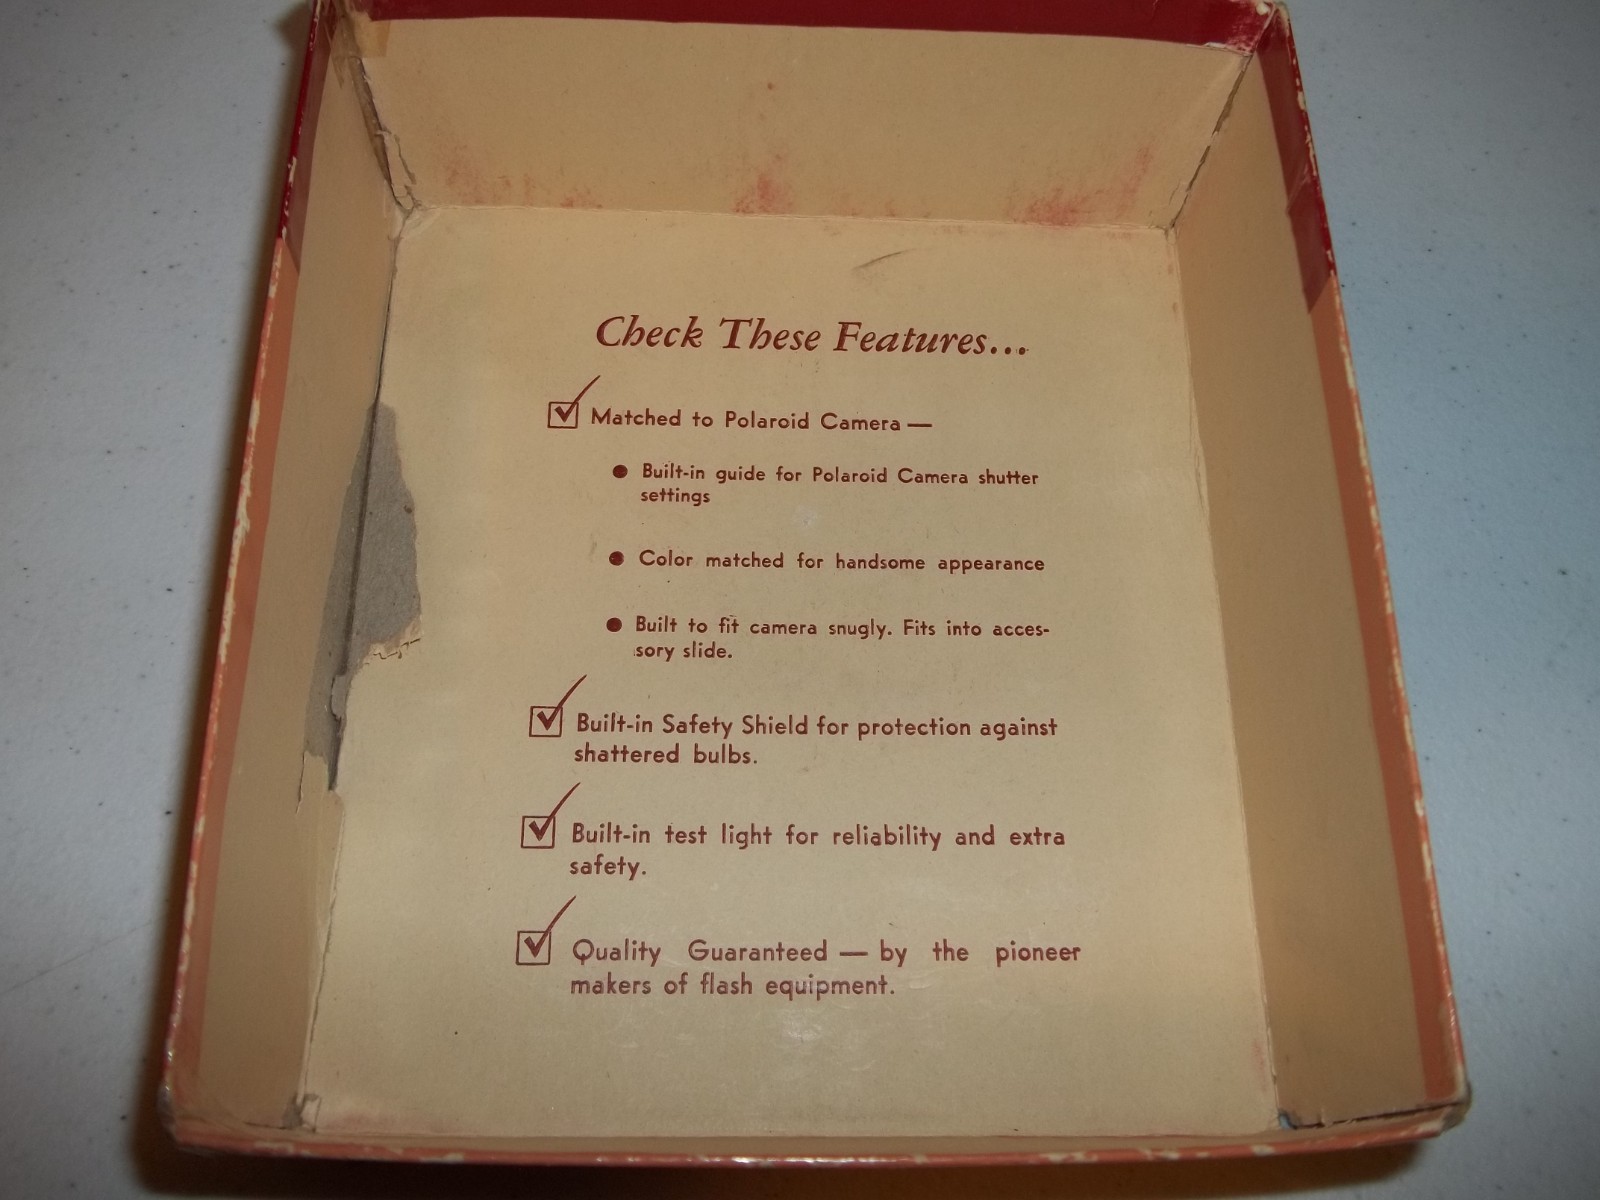 Check These Features...
Matched to Polaroid Camera —
Built-in guide for Polaroid Camera shutter
settings
Color matched for handsome appearance
Built to fit camera snugly. Fits into acces-
sory slide.
Built-in Safety Shield for protection against
shattered bulbs.
Built-in test light for reliability and extra
safety.
Quality Guaranteed — by the pioneer
makers of flash equipment.